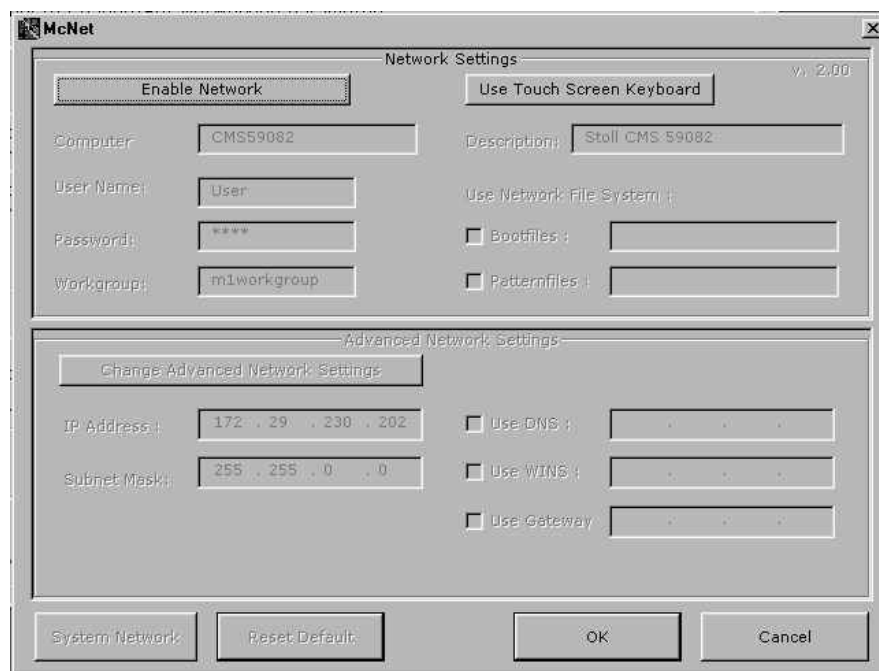 McNet
Network Settings
v. 2.00
Enable Network
Use Touch Screen Keyboard
Computer
CMS59082
Description:
Stoll CMS 59082
User Name:
User
Use Network File System :
Password:
****
Bootfiles :
Workgroup:
m1workgroup
Patternfiles :
Advanced Network Settings
Change Advanced Network Settings
IP Address :
172 . 29 . 230 . 202
Use DNS :
. . .
Subnet Mask:
255 . 255 . 0 . 0
Use WINS :
. . .
Use Gateway
. . .
System Network
Reset Default
OK
Cancel